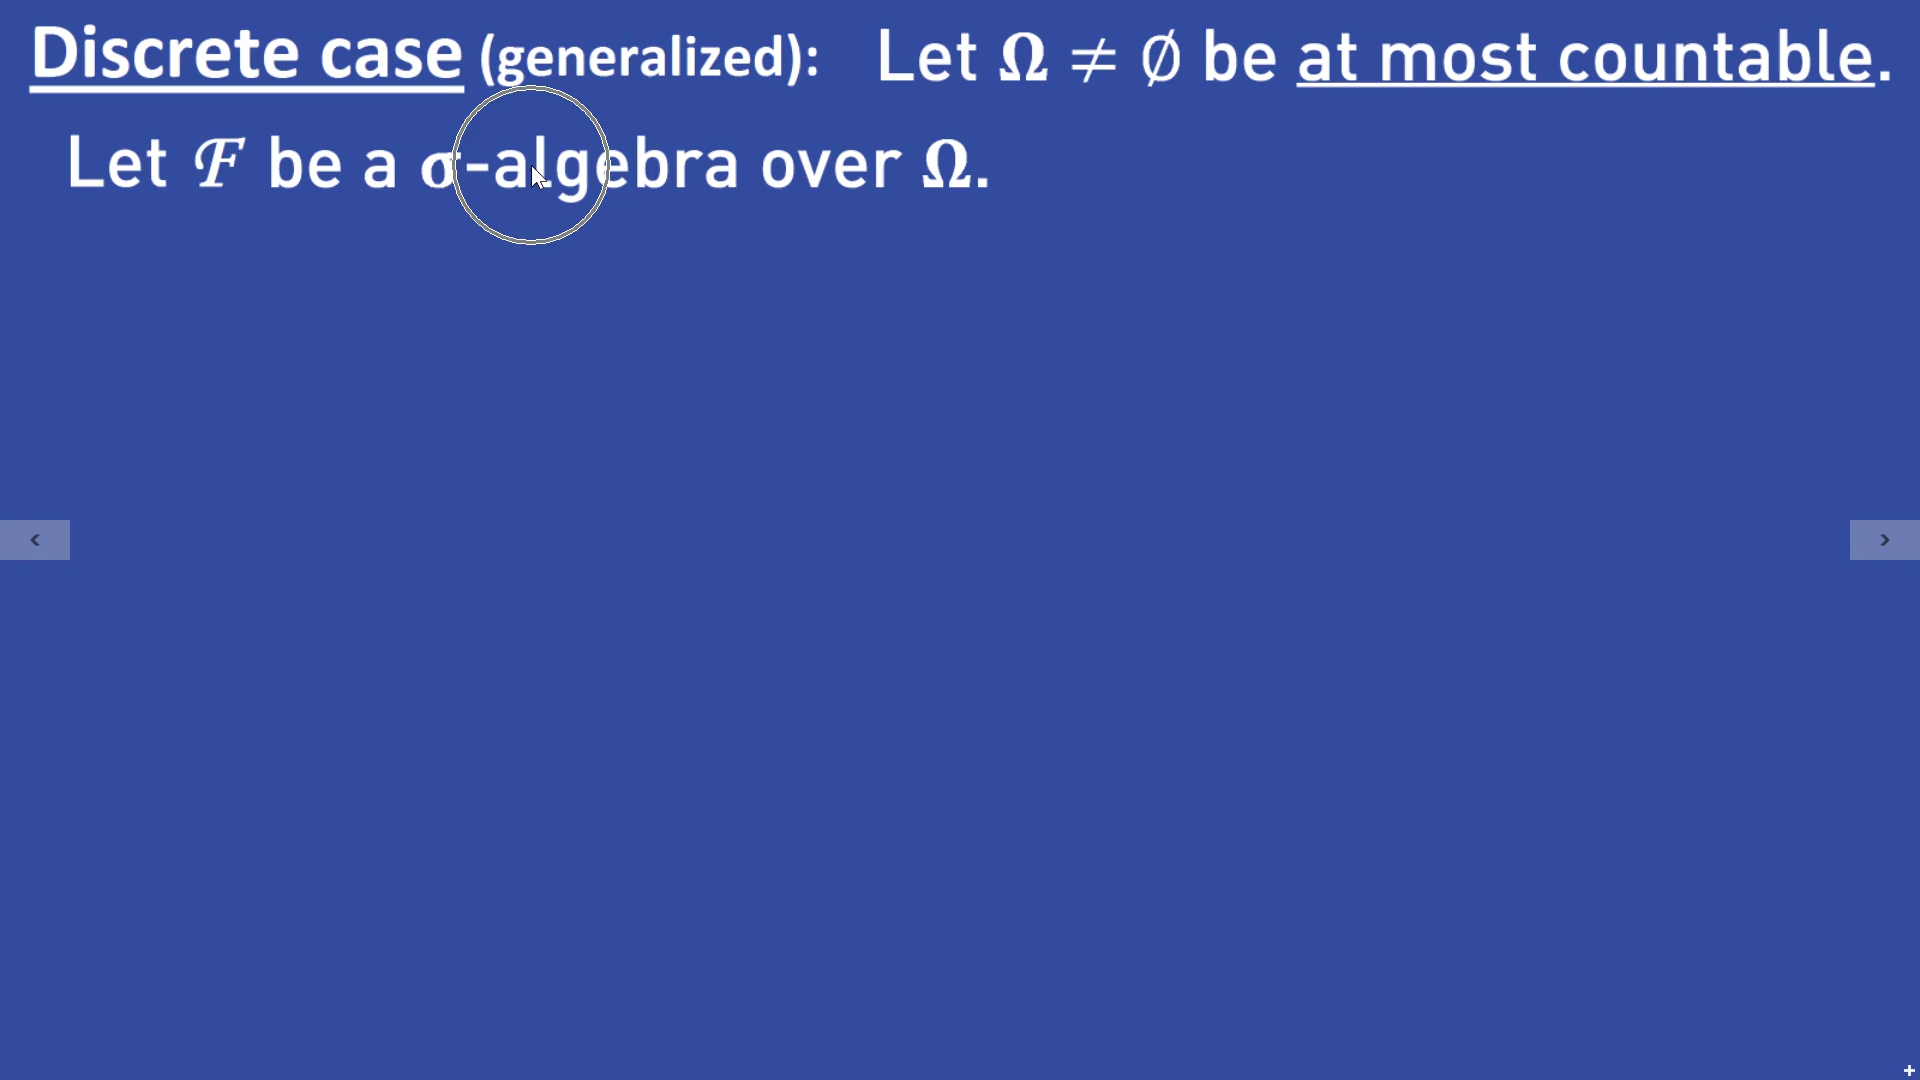 Discrete case (generalized): Let Ω ≠ ∅ be at most countable.
Let ℱ be a σ-algebra over Ω.